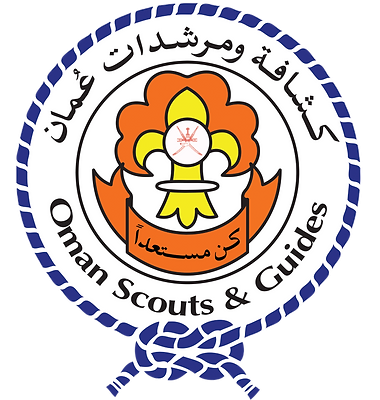 كشافة ومرشدات عُمان
كن مستعداً
Oman Scouts & Guides